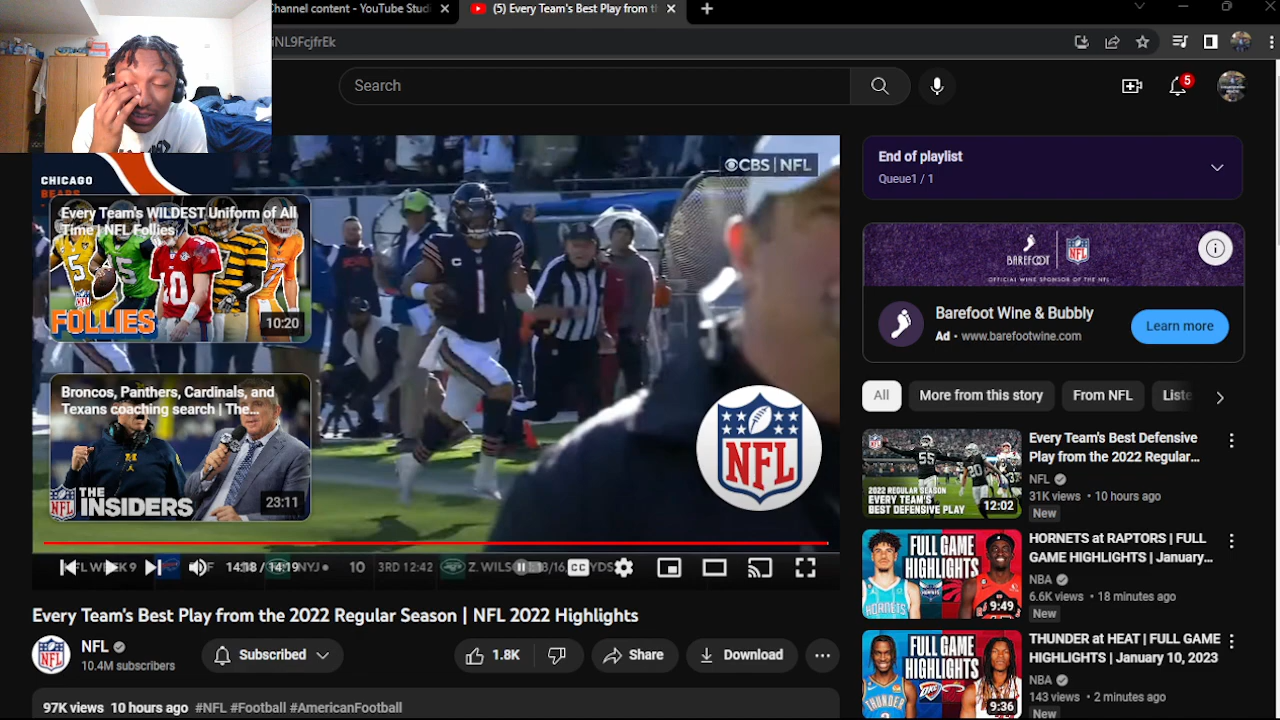 Channel content - YouTube Studi
(5) Every Team's Best Play from t
iNL9FcjfrEk
Search
5
CHICAGO
BEARS
CBS | NFL
End of playlist
Queue1 / 1
Every Team's WILDEST Uniform of All
Time | NFL Follies
FOLLIES
10:20
BAREFOOT
NFL
OFFICIAL WINE SPONSOR OF THE NFL
Barefoot Wine & Bubbly
Ad · www.barefootwine.com
Learn more
Broncos, Panthers, Cardinals, and
Texans coaching search | The...
NFL THE
INSIDERS
23:11
C
1
NFL
All
More from this story
From NFL
Liste
Every Team's Best Defensive
Play from the 2022 Regular...
NFL
31K views · 10 hours ago
New
2022 REGULAR SEASON
EVERY TEAM'S
BEST DEFENSIVE PLAY
12:02
14:18 / 14:19
NYJ
10
3RD 12:42
CC
Every Team's Best Play from the 2022 Regular Season | NFL 2022 Highlights
NFL
10.4M subscribers
Subscribed
1.8K
Share
Download
97K views 10 hours ago #NFL #Football #AmericanFootball
HORNETS at RAPTORS | FULL
GAME HIGHLIGHTS | January...
NBA
6.6K views · 18 minutes ago
New
FULL
GAME
HIGHLIGHTS
9:49
THUNDER at HEAT | FULL GAME
HIGHLIGHTS | January 10, 2023
NBA
143 views · 2 minutes ago
New
FULL
GAME
HIGHLIGHTS
9:36